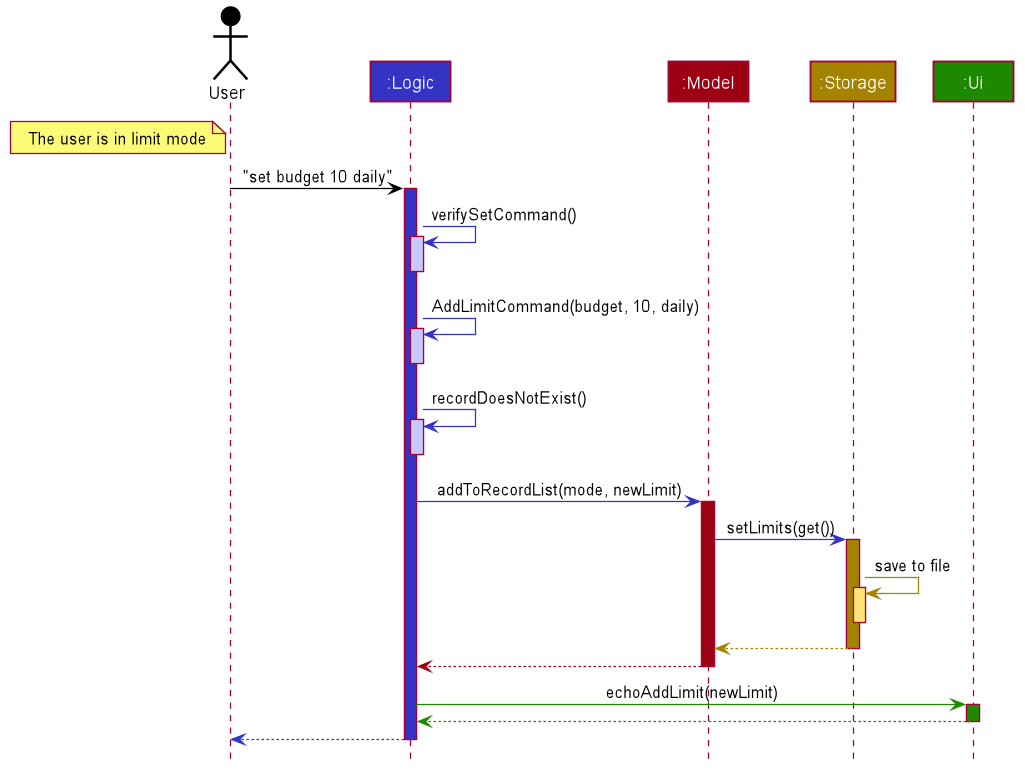 User
:Logic
:Model
:Storage
:Ui
The user is in limit mode
"set budget 10 daily"
verifySetCommand()
AddLimitCommand(budget, 10, daily)
recordDoesNotExist()
addToRecordList(mode, newLimit)
setLimits(get())
save to file
echoAddLimit(newLimit)